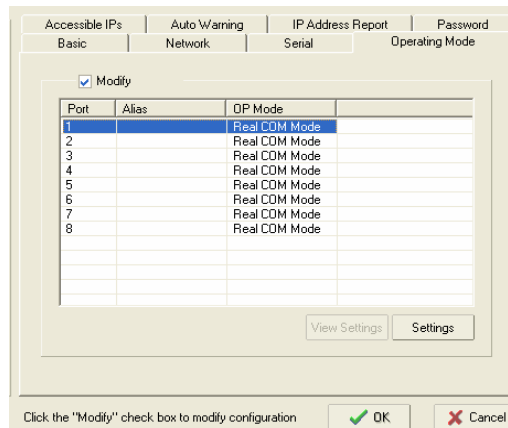 Accessible IPs Auto Warning IP Address Report Password
Basic Network Serial Operating Mode
Modify
Port Alias OP Mode
1 Real COM Mode
2 Real COM Mode
3 Real COM Mode
4 Real COM Mode
5 Real COM Mode
6 Real COM Mode
7 Real COM Mode
8 Real COM Mode
View Settings Settings
Click the "Modify" check box to modify configuration OK Cancel